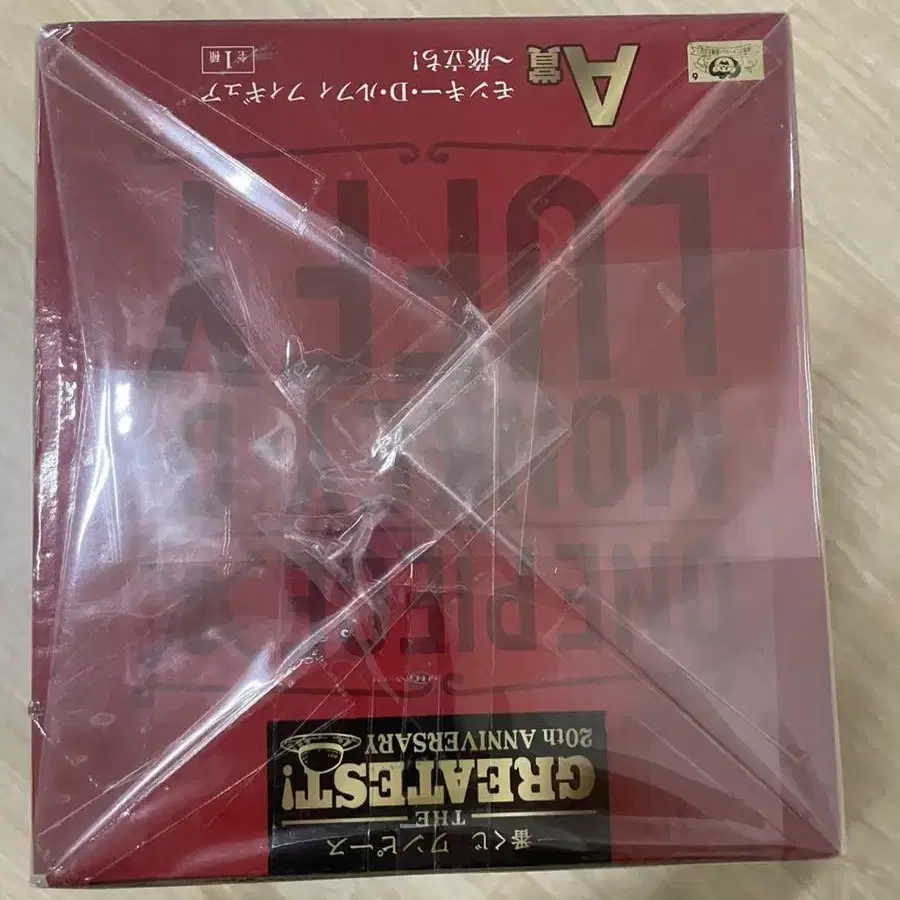 一番くじ ワンピース
THE
GREATEST!
20th ANNIVERSARY
ONE PIECE
MONKEY D
LUFFY
A賞
モンキー・D・ルフィ フィギュア
～旅立ち!
全1種